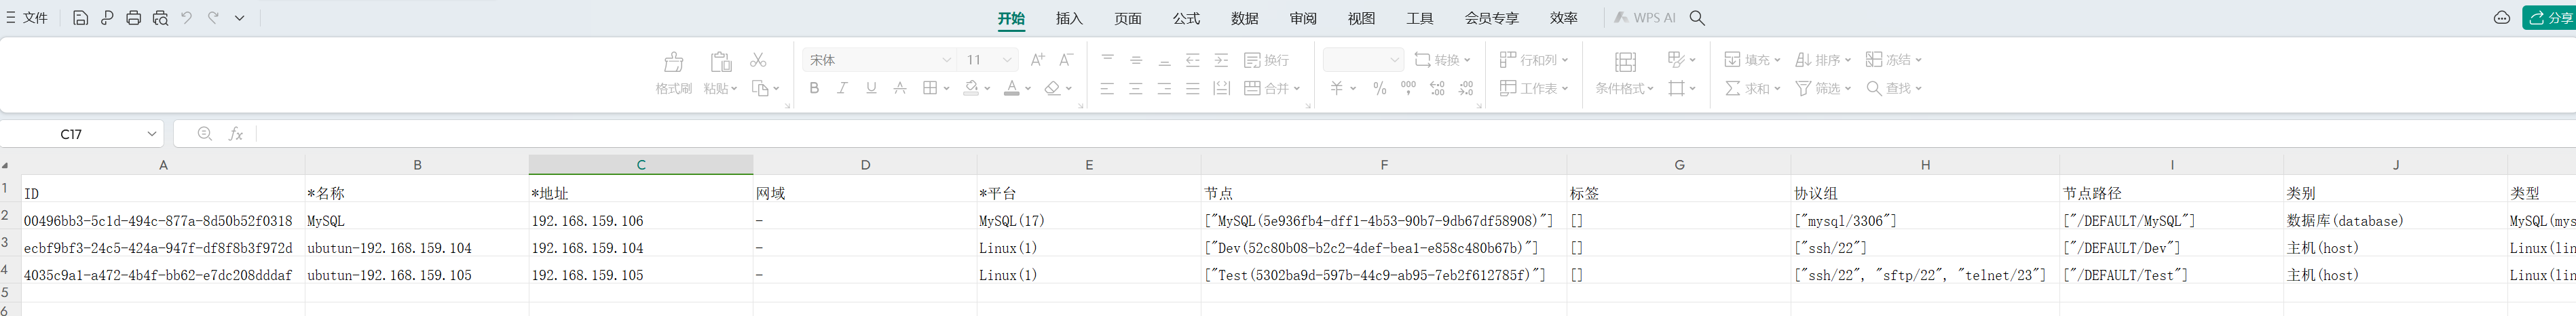 文件 开始 插入 页面 公式 数据 审阅 视图 工具 会员专享 效率 WPS AI 分享
宋体 11 A+ A- 换行 转换 行和列 填充 排序 冻结
格式刷 粘贴 B I U A A 合并 ¥ % 000 工作表 条件格式 求和 筛选 查找
C17 fx
A B C D E F G H I J
1 ID *名称 *地址 网域 *平台 节点 标签 协议组 节点路径 类别 类型
2 00496bb3-5c1d-494c-877a-8d50b52f0318 MySQL 192.168.159.106 - MySQL(17) ["MySQL(5e936fb4-dff1-4b53-90b7-9db67df58908)"] [] ["mysql/3306"] ["/DEFAULT/MySQL"] 数据库(database) MySQL(mys
3 ecbf9bf3-24c5-424a-947f-df8f8b3f972d ubutun-192.168.159.104 192.168.159.104 - Linux(1) ["Dev(52c80b08-b2c2-4def-bea1-e858c480b67b)"] [] ["ssh/22"] ["/DEFAULT/Dev"] 主机(host) Linux(lin
4 4035c9a1-a472-4b4f-bb62-e7dc208dddaf ubutun-192.168.159.105 192.168.159.105 - Linux(1) ["Test(5302ba9d-597b-44c9-ab95-7eb2f612785f)"] [] ["ssh/22", "sftp/22", "telnet/23"] ["/DEFAULT/Test"] 主机(host) Linux(lin
5
6